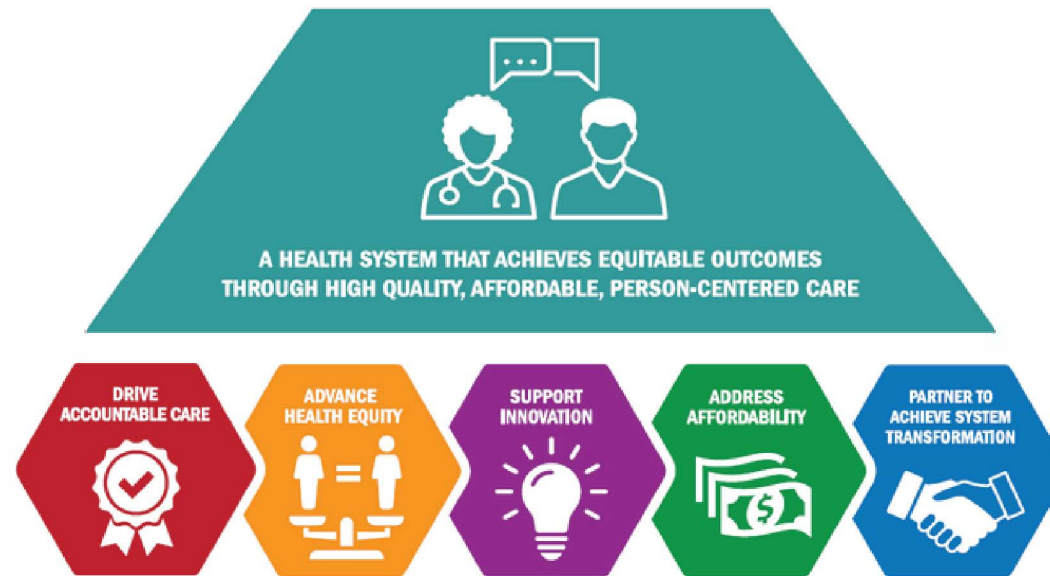 A HEALTH SYSTEM THAT ACHIEVES EQUITABLE OUTCOMES
THROUGH HIGH QUALITY, AFFORDABLE, PERSON-CENTERED CARE
DRIVE
ACCOUNTABLE CARE
ADVANCE
HEALTH EQUITY
SUPPORT
INNOVATION
ADDRESS
AFFORDABILITY
$
PARTNER TO
ACHIEVE SYSTEM
TRANSFORMATION